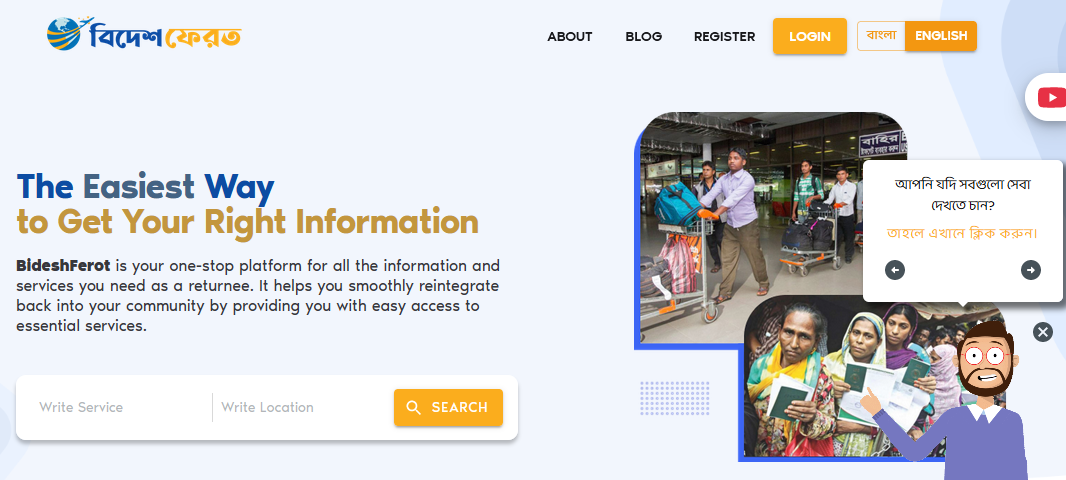 বিদেশ ফেরত
ABOUT BLOG REGISTER LOGIN বাংলা ENGLISH
বাহির
The Easiest Way
to Get Your Right Information
BideshFerot is your one-stop platform for all the information and
services you need as a returnee. It helps you smoothly reintegrate
back into your community by providing you with easy access to
essential services.
Write Service Write Location SEARCH
আপনি যদি সবগুলো সেবা
দেখতে চান?
তাহলে এখানে ক্লিক করুন।